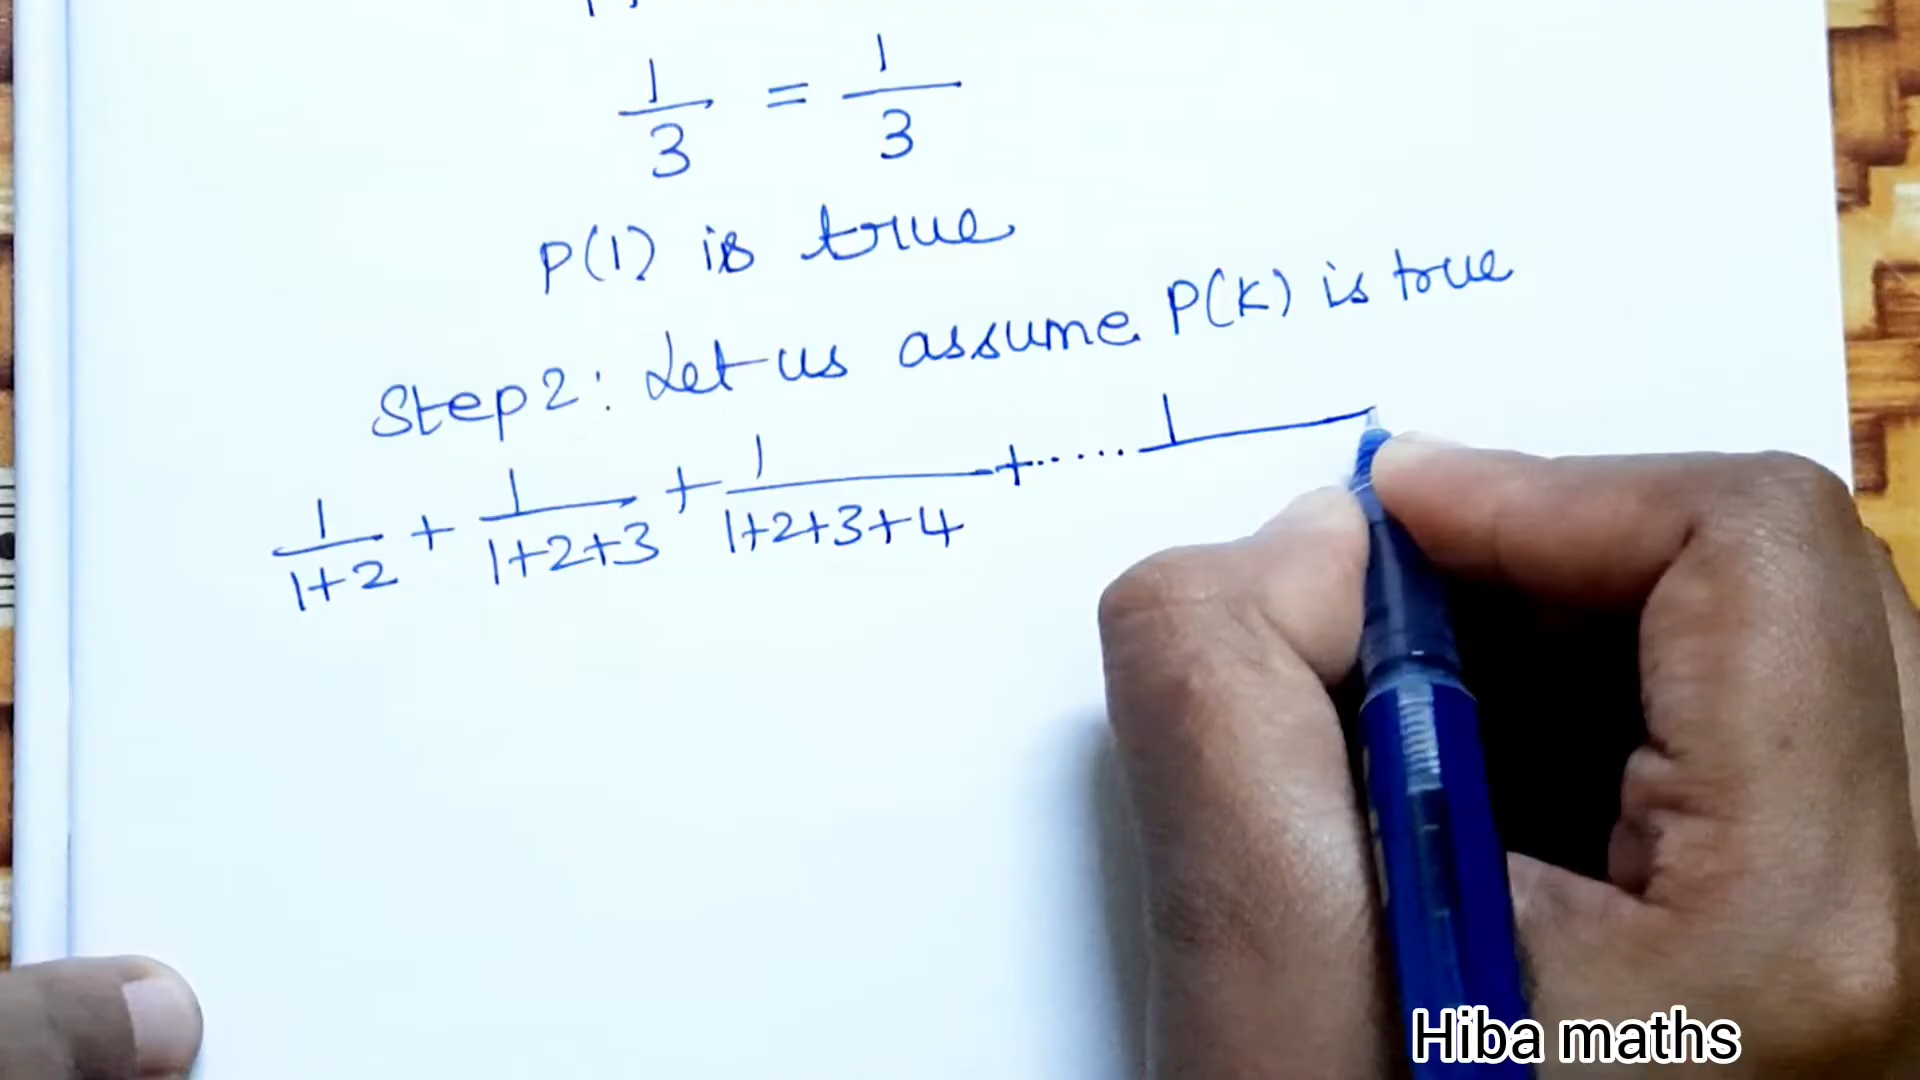 1/3 = 1/3
P(1) is true
Step 2: Let us assume P(K) is true
1/(1+2) + 1/(1+2+3) + 1/(1+2+3+4) + ...... 1/
Hiba maths